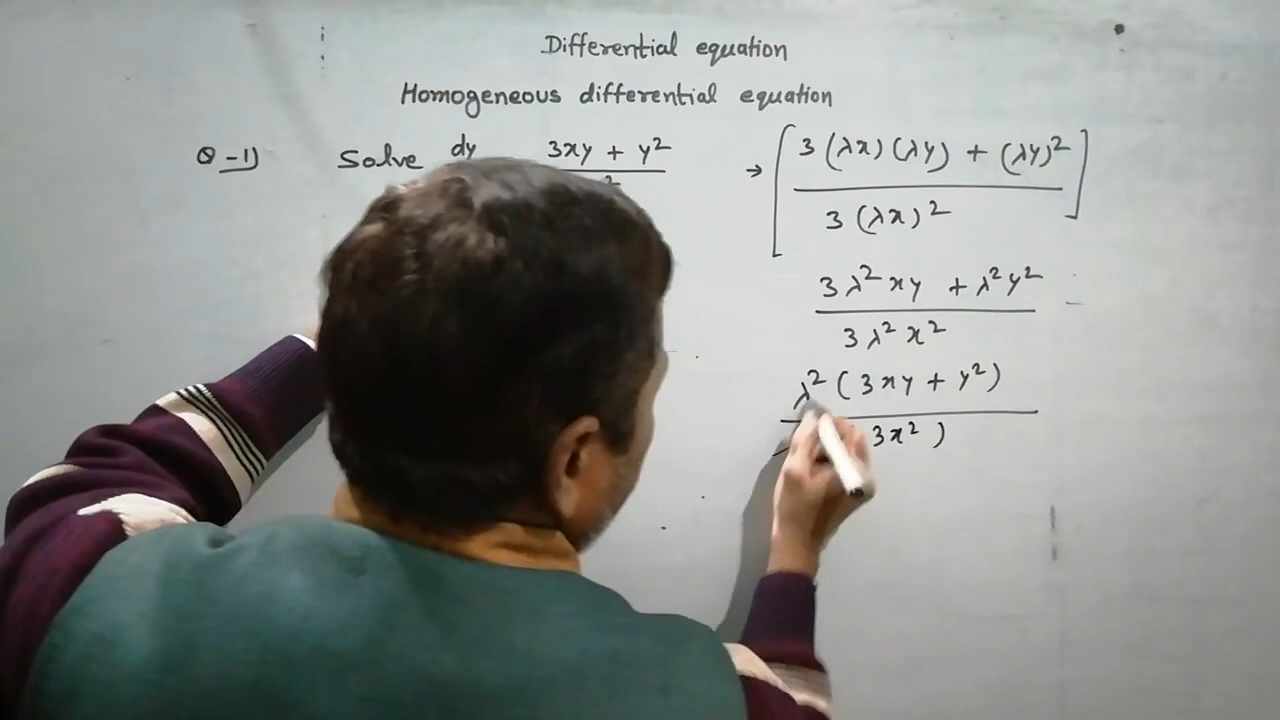 Differential equation
Homogeneous differential equation
Q-1) Solve dy 3xy + y²
→ [ 3(λx)(λy) + (λy)²
3(λx)² ]
3λ²xy + λ²y²
3λ²x²
λ²(3xy + y²)
3x²)